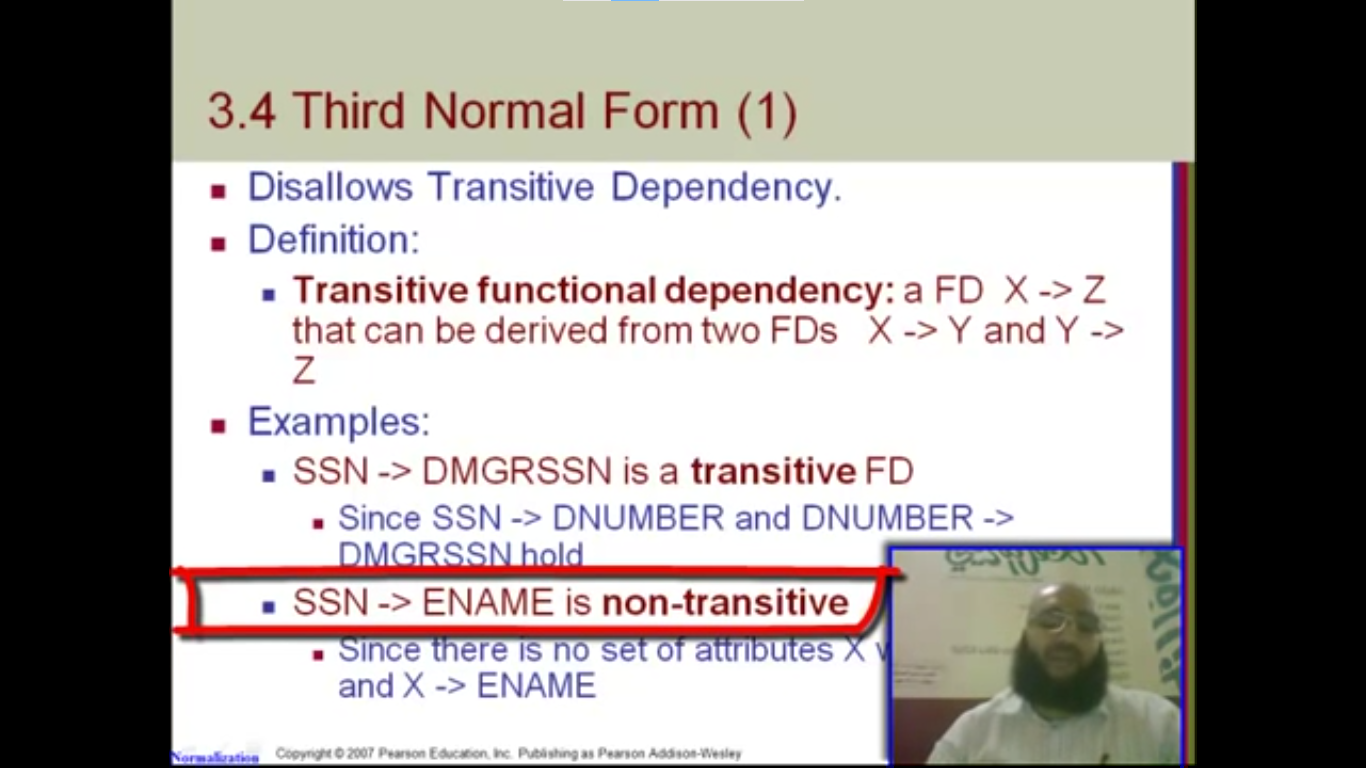 3.4 Third Normal Form (1)
Disallows Transitive Dependency.
Definition:
Transitive functional dependency: a FD X -> Z
that can be derived from two FDs X -> Y and Y ->
Z
Examples:
SSN -> DMGRSSN is a transitive FD
Since SSN -> DNUMBER and DNUMBER ->
DMGRSSN hold
SSN -> ENAME is non-transitive
Since there is no set of attributes X
and X -> ENAME
Normalization
Copyright © 2007 Pearson Education, Inc. Publishing as Pearson Addison-Wesley